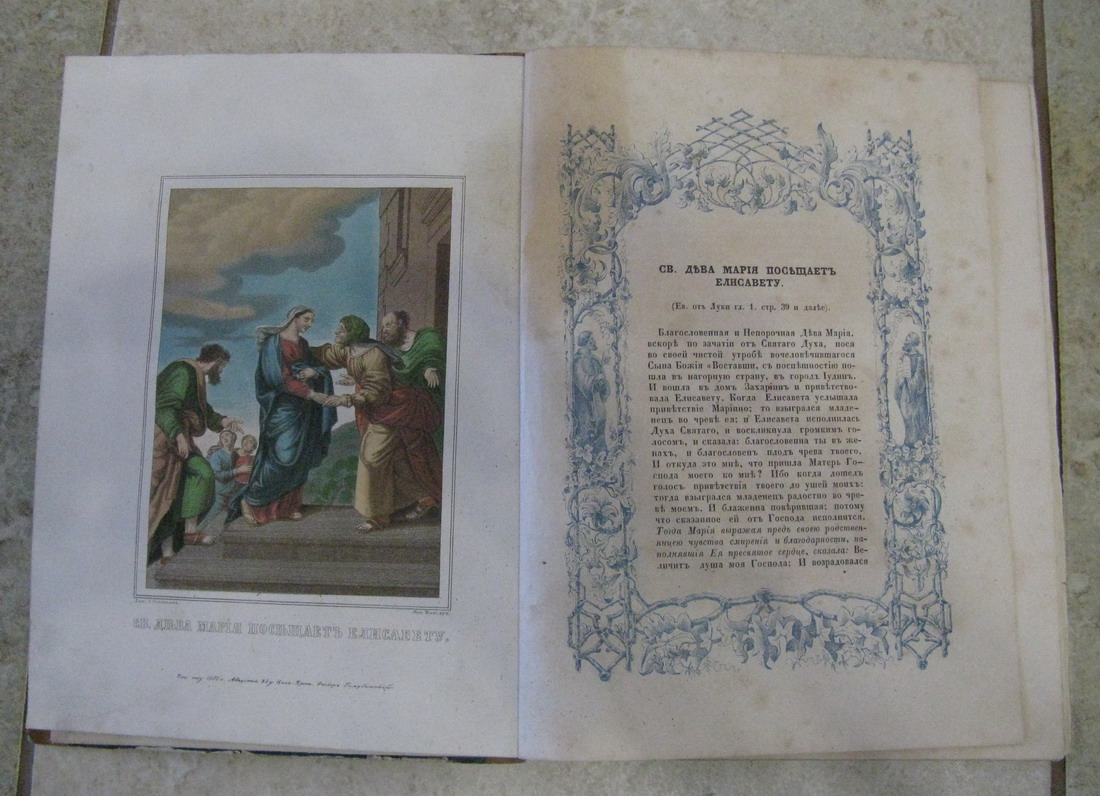 СВ. ДѢВА МАРІЯ ПОСѢЩАЕТЪ ЕЛИСАВЕТУ.
СВ. ДѢВА МАРІЯ ПОСѢЩАЕТЪ
ЕЛИСАВЕТУ.
(Ев. отъ Луки гл. 1. стр. 39 и далѣе).
Благословенная и Непорочная Дѣва Марія,
вскорѣ по зачатіи отъ Святаго Духа, нося
во своей чистой утробѣ вочеловѣчившагося
Сына Божія «Воставши, съ поспѣшностію по-
шла въ нагорную страну, въ городъ Іудинъ.
И вошла въ домъ Захаріинъ и привѣтство-
вала Елисавету. Когда Елисавета услышала
привѣтствіе Маріино; то взыгрался младе-
нецъ во чревѣ ея; и Елисавета исполнилась
Духа Святаго, и воскликнула громкимъ го-
лосомъ, и сказала: благословенна ты въ же-
нахъ, и благословенъ плодъ чрева твоего.
И откуда это мнѣ, что пришла Матерь Го-
спода моего ко мнѣ? Ибо когда дошелъ
голосъ привѣтствія твоего до ушей моихъ:
тогда взыгрался младенецъ радостно во чре-
вѣ моемъ. И блаженна повѣрившая; потому
что сказанное ей отъ Господа исполнится.
Тогда Марія выражая предъ своею родствен-
ницею чувства смиренія и благодарности, на-
полнявшія Ея пресвятое сердце, сказала: Ве-
личитъ душа моя Господа; И возрадовался